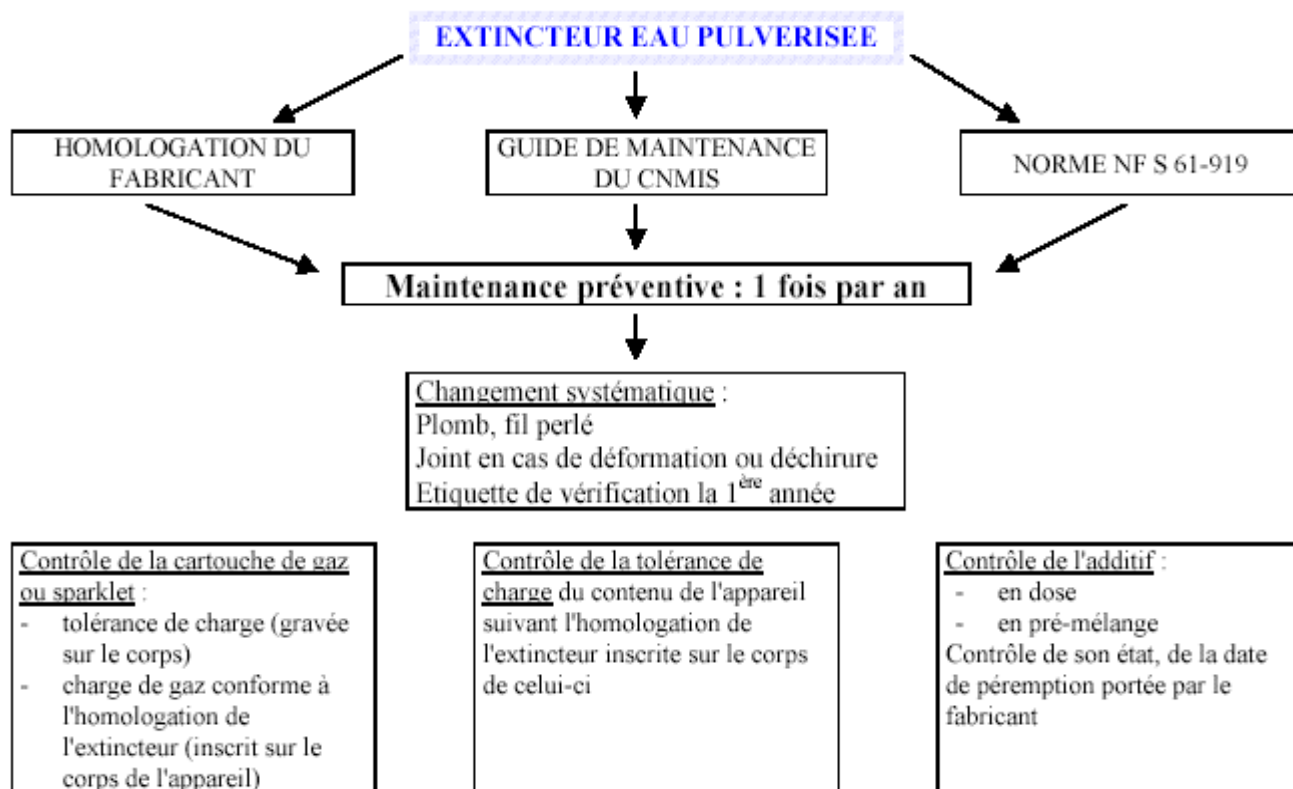 EXTINCTEUR EAU PULVERISEE
HOMOLOGATION DU
FABRICANT
GUIDE DE MAINTENANCE
DU CNMIS
NORME NF S 61-919
Maintenance préventive : 1 fois par an
Changement systématique :
Plomb, fil perlé
Joint en cas de déformation ou déchirure
Etiquette de vérification la 1ère année
Contrôle de la cartouche de gaz
ou sparklet :
- tolérance de charge (gravée
sur le corps)
- charge de gaz conforme à
l'homologation de
l'extincteur (inscrit sur le
corps de l'appareil)
Contrôle de la tolérance de
charge du contenu de l'appareil
suivant l'homologation de
l'extincteur inscrite sur le corps
de celui-ci
Contrôle de l'additif :
- en dose
- en pré-mélange
Contrôle de son état, de la date
de péremption portée par le
fabricant